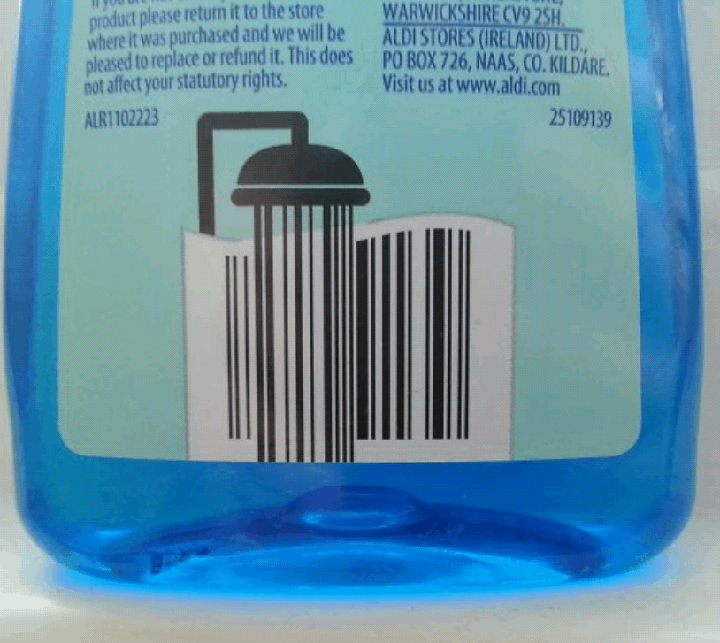 product please return it to the store
where it was purchased and we will be
pleased to replace or refund it. This does
not affect your statutory rights.
ALR1102223
WARWICKSHIRE CV9 2SH.
ALDI STORES (IRELAND) LTD.,
PO BOX 726, NAAS, CO. KILDARE.
Visit us at www.aldi.com
25109139